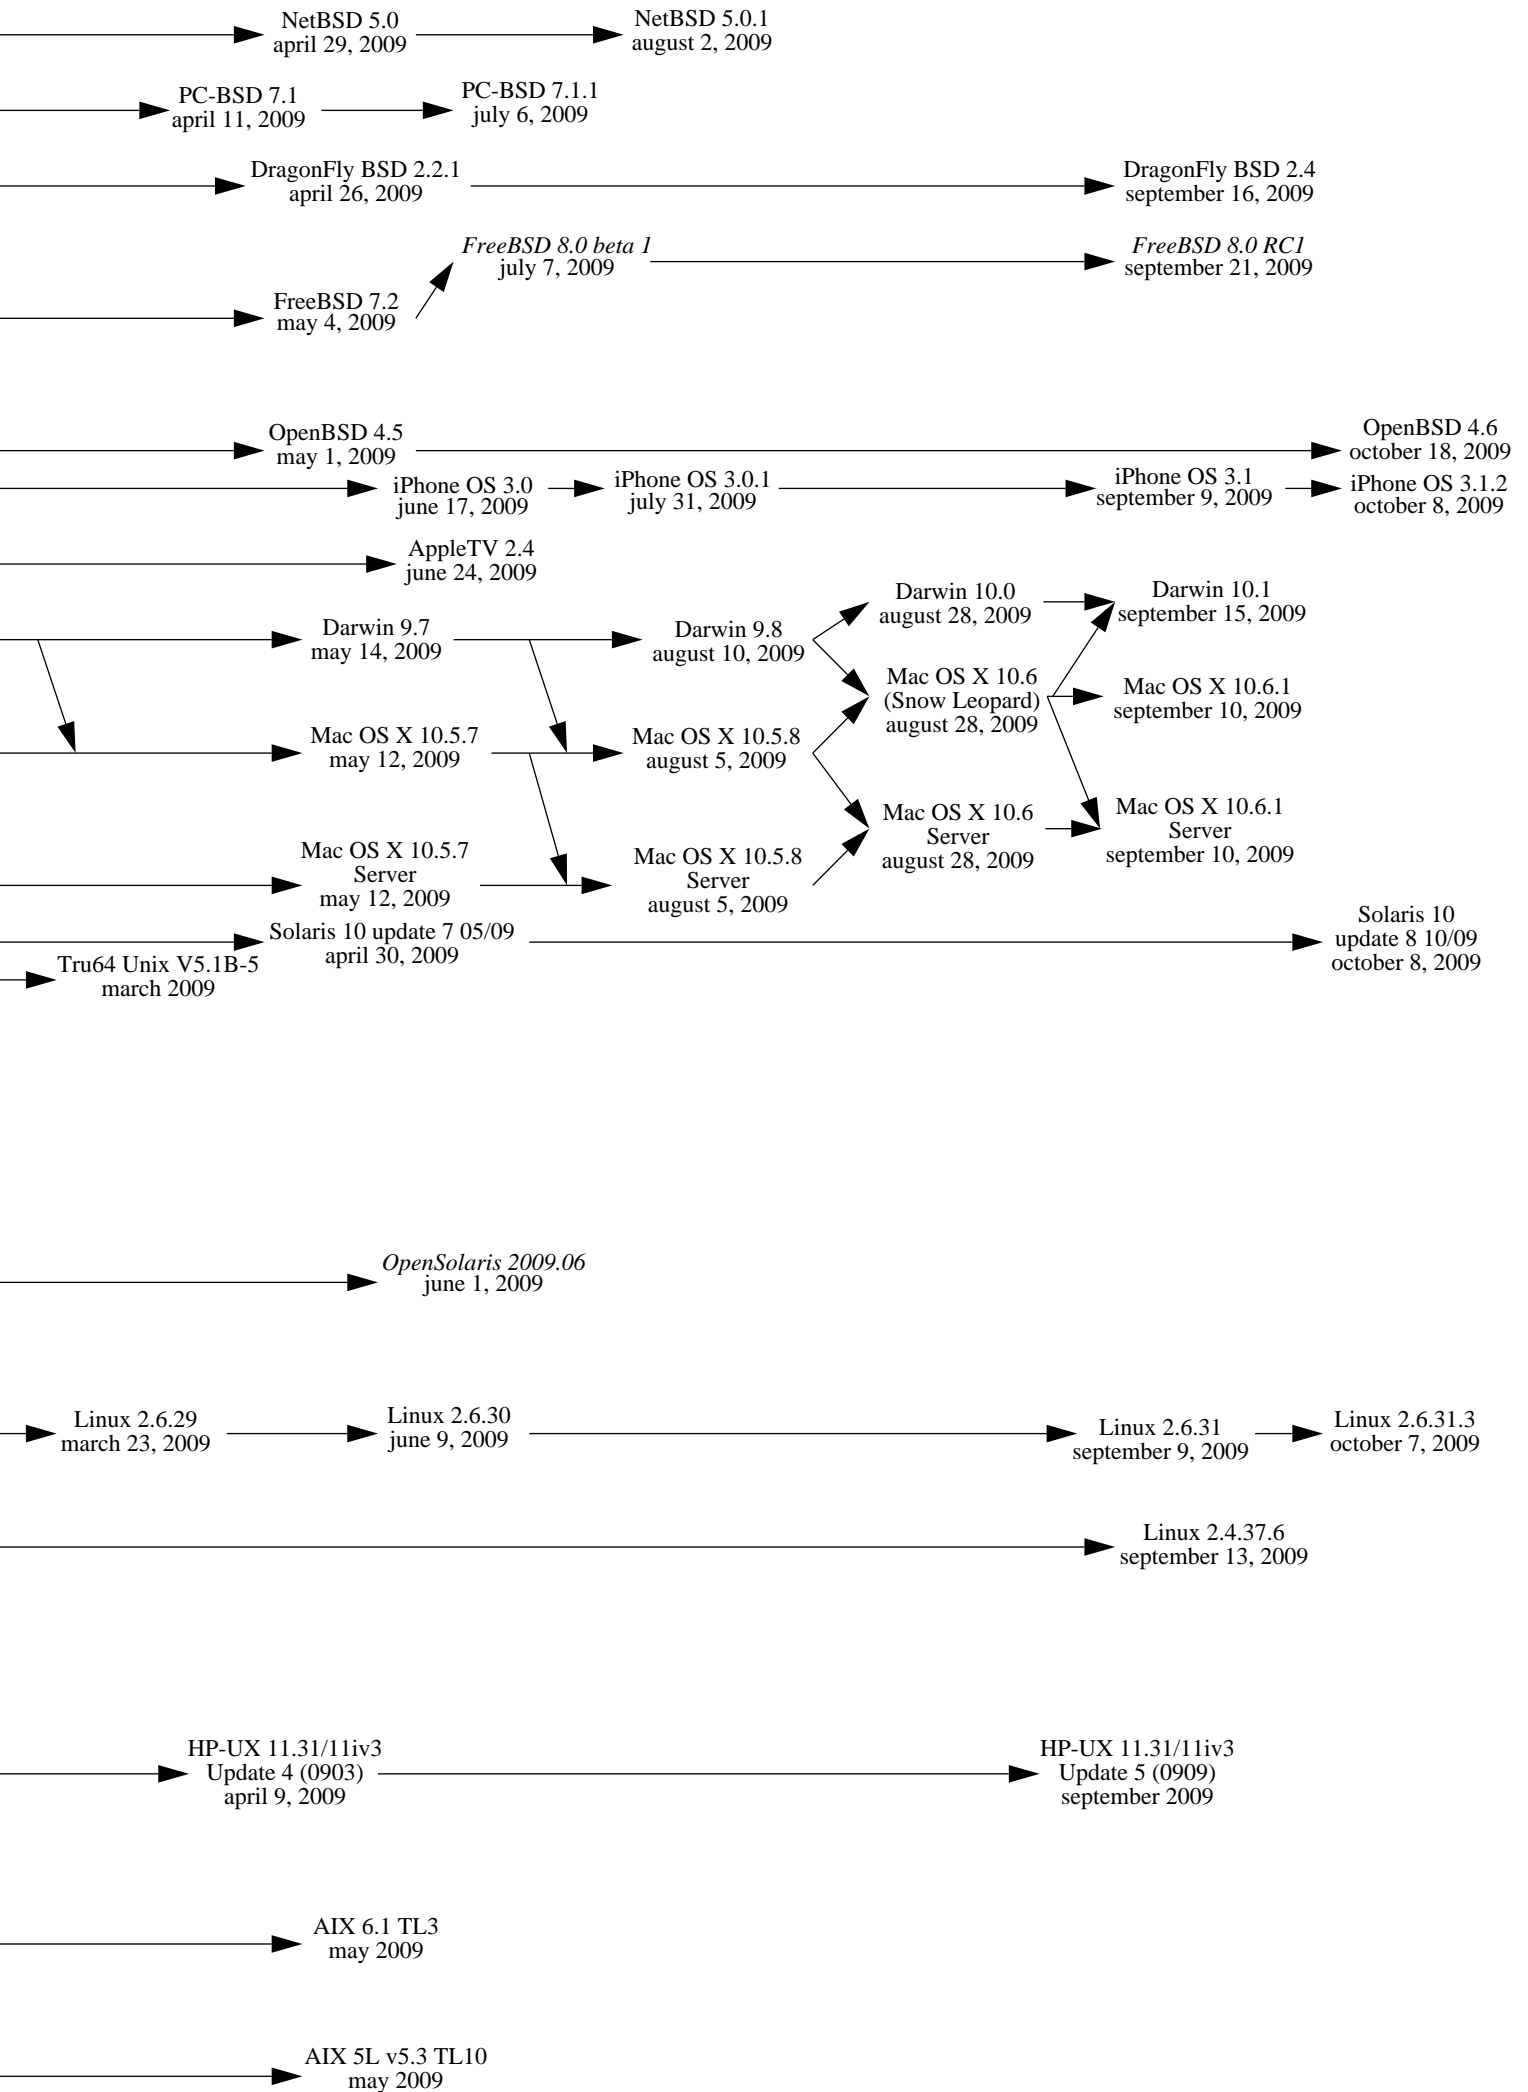 NetBSD 5.0
april 29, 2009
NetBSD 5.0.1
august 2, 2009
PC-BSD 7.1
april 11, 2009
PC-BSD 7.1.1
july 6, 2009
DragonFly BSD 2.2.1
april 26, 2009
DragonFly BSD 2.4
september 16, 2009
FreeBSD 8.0 beta 1
july 7, 2009
FreeBSD 8.0 RC1
september 21, 2009
FreeBSD 7.2
may 4, 2009
OpenBSD 4.5
may 1, 2009
OpenBSD 4.6
october 18, 2009
iPhone OS 3.0
june 17, 2009
iPhone OS 3.0.1
july 31, 2009
iPhone OS 3.1
september 9, 2009
iPhone OS 3.1.2
october 8, 2009
AppleTV 2.4
june 24, 2009
Darwin 9.7
may 14, 2009
Darwin 9.8
august 10, 2009
Darwin 10.0
august 28, 2009
Darwin 10.1
september 15, 2009
Mac OS X 10.6
(Snow Leopard)
august 28, 2009
Mac OS X 10.6.1
september 10, 2009
Mac OS X 10.5.7
may 12, 2009
Mac OS X 10.5.8
august 5, 2009
Mac OS X 10.6
Server
august 28, 2009
Mac OS X 10.6.1
Server
september 10, 2009
Mac OS X 10.5.7
Server
may 12, 2009
Mac OS X 10.5.8
Server
august 5, 2009
Solaris 10 update 7 05/09
april 30, 2009
Solaris 10
update 8 10/09
october 8, 2009
Tru64 Unix V5.1B-5
march 2009
OpenSolaris 2009.06
june 1, 2009
Linux 2.6.29
march 23, 2009
Linux 2.6.30
june 9, 2009
Linux 2.6.31
september 9, 2009
Linux 2.6.31.3
october 7, 2009
Linux 2.4.37.6
september 13, 2009
HP-UX 11.31/11iv3
Update 4 (0903)
april 9, 2009
HP-UX 11.31/11iv3
Update 5 (0909)
september 2009
AIX 6.1 TL3
may 2009
AIX 5L v5.3 TL10
may 2009